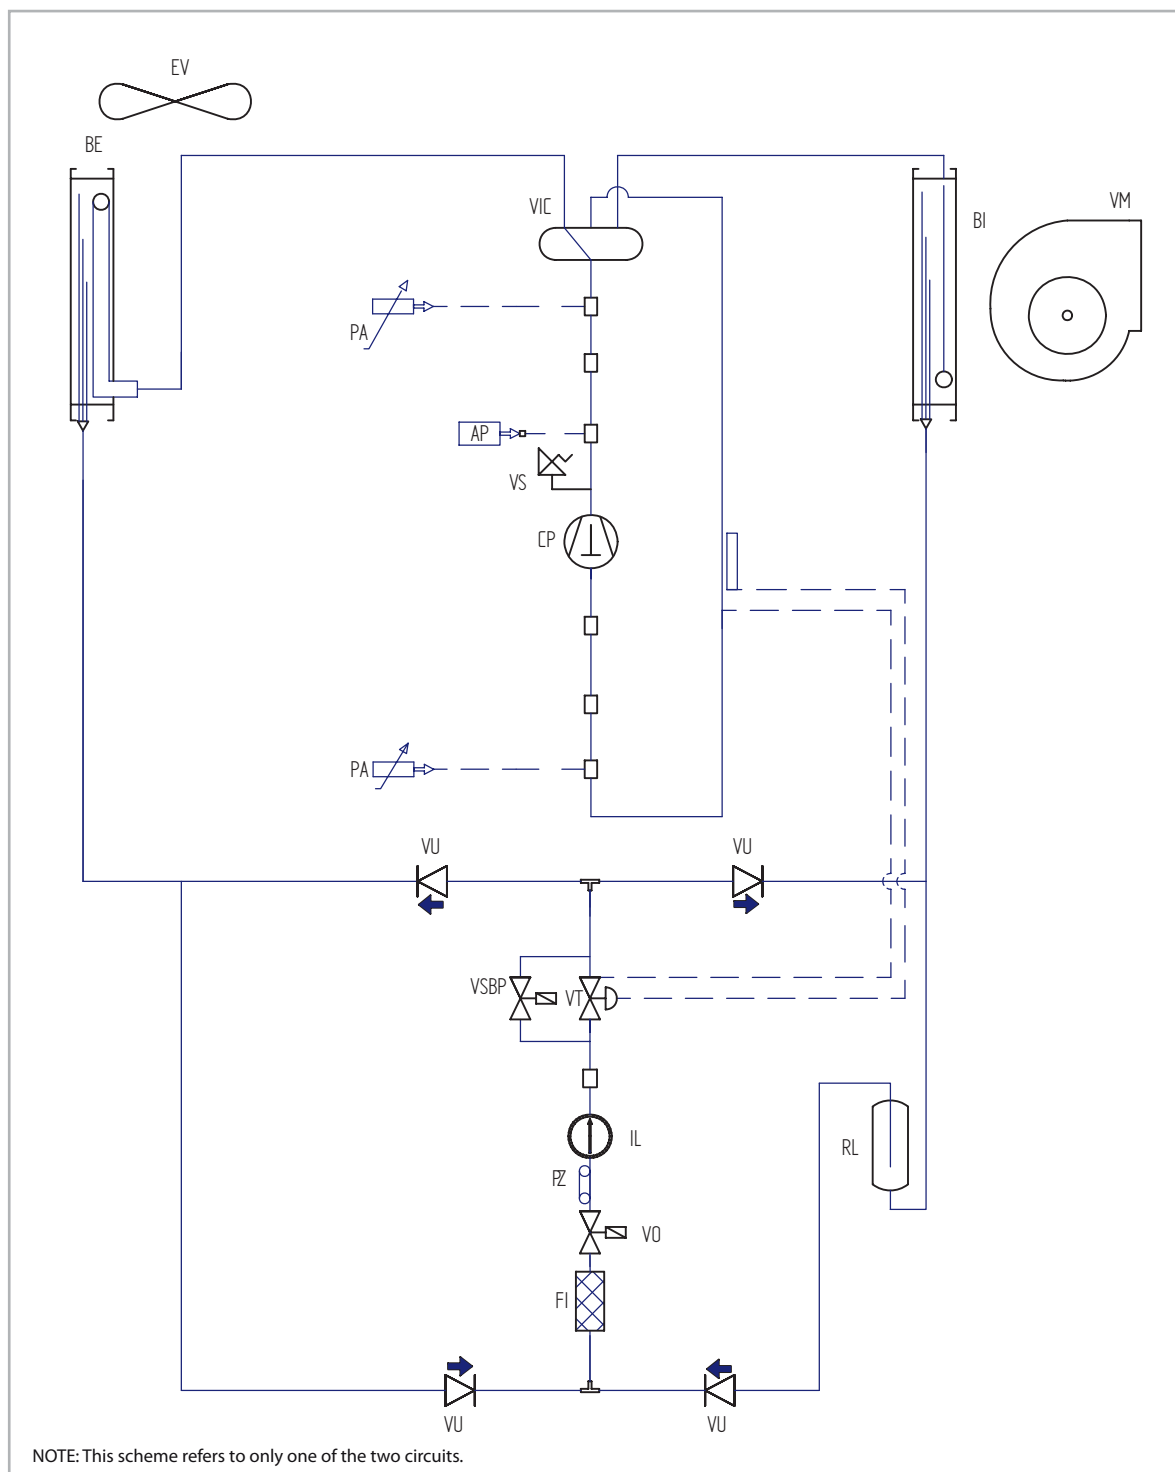 EV
BE
VIC
BI
VM
PA
AP
VS
CP
PA
VU
VU
VSBP
VT
IL
PZ
RL
VO
FI
VU
VU
NOTE: This scheme refers to only one of the two circuits.